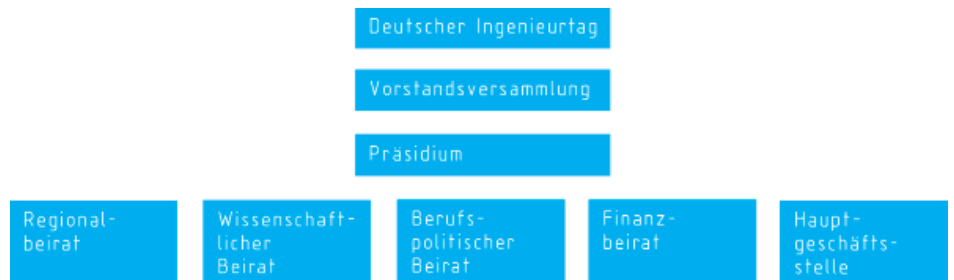 Deutscher Ingenieurtag
Vorstandsversammlung
Präsidium
Regional-
beirat
Wissenschaft-
licher
Beirat
Berufs-
politischer
Beirat
Finanz-
beirat
Haupt-
geschäfts-
stelle